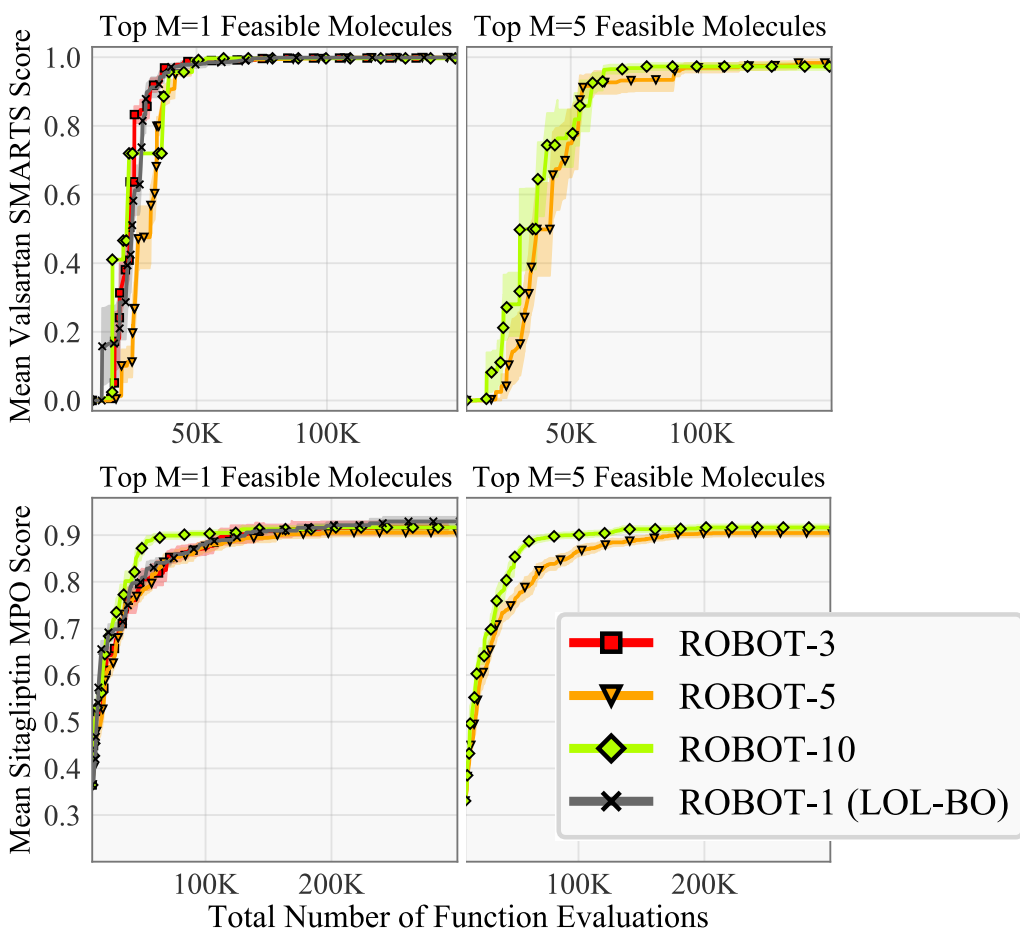 Top M=1 Feasible Molecules
Top M=5 Feasible Molecules
Mean Valsartan SMARTS Score
1.0
0.8
0.6
0.4
0.2
0.0
50K
100K
50K
100K
Top M=1 Feasible Molecules
Top M=5 Feasible Molecules
Mean Sitagliptin MPO Score
0.9
0.8
0.7
0.6
0.5
0.4
0.3
100K
200K
100K
200K
ROBOT-3
ROBOT-5
ROBOT-10
ROBOT-1 (LOL-BO)
Total Number of Function Evaluations